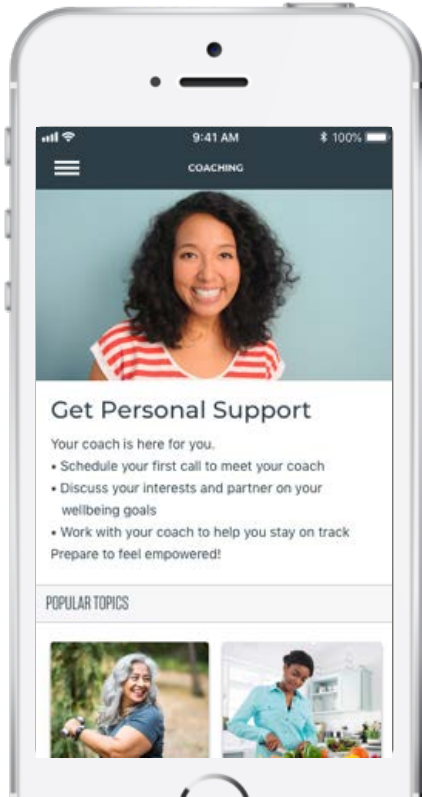 9:41 AM 100%
COACHING
Get Personal Support
Your coach is here for you.
• Schedule your first call to meet your coach
• Discuss your interests and partner on your
wellbeing goals
• Work with your coach to help you stay on track
Prepare to feel empowered!
POPULAR TOPICS